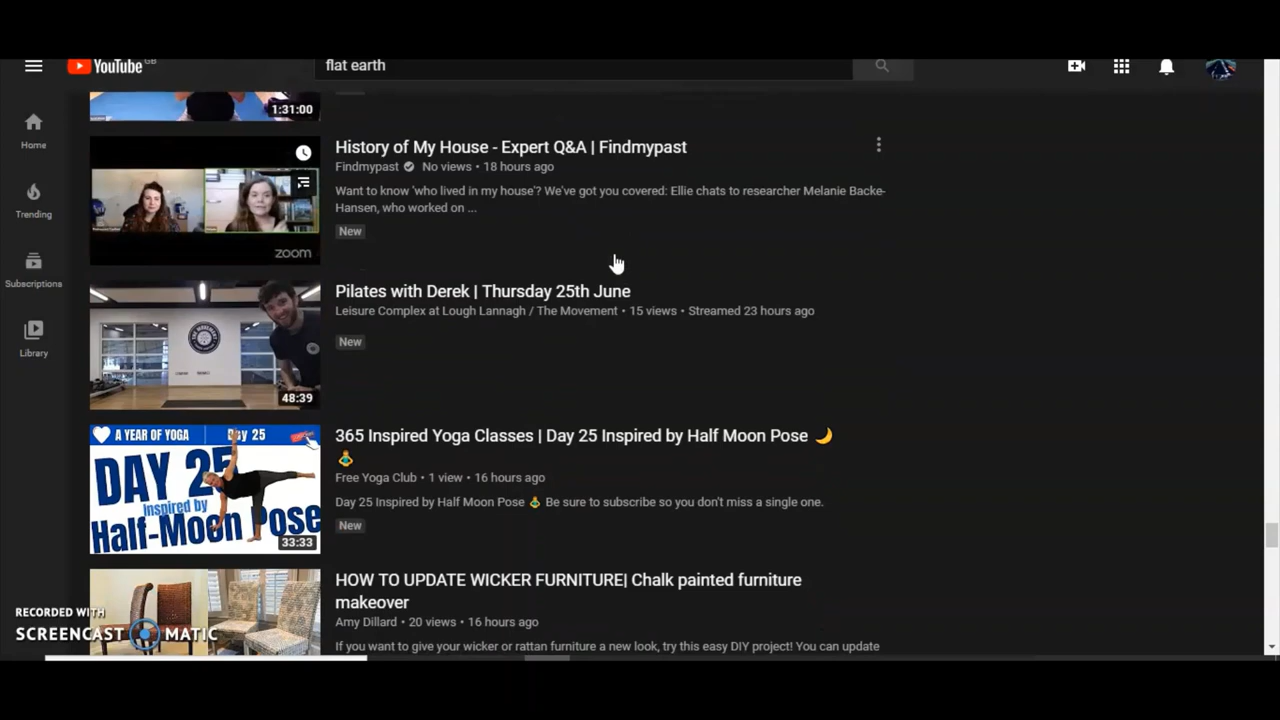 YouTube GB
flat earth
Home
Trending
Subscriptions
Library
1:31:00
zoom
History of My House - Expert Q&A | Findmypast
Findmypast No views • 18 hours ago
Want to know 'who lived in my house'? We've got you covered: Ellie chats to researcher Melanie Backe-
Hansen, who worked on ...
New
48:39
Pilates with Derek | Thursday 25th June
Leisure Complex at Lough Lannagh / The Movement • 15 views • Streamed 23 hours ago
New
A YEAR OF YOGA Day 25
DAY 25
inspired by
Half-Moon Pose
33:33
365 Inspired Yoga Classes | Day 25 Inspired by Half Moon Pose 🌙
🧘
Free Yoga Club • 1 view • 16 hours ago
Day 25 Inspired by Half Moon Pose 🧘 Be sure to subscribe so you don't miss a single one.
New
HOW TO UPDATE WICKER FURNITURE| Chalk painted furniture
makeover
Amy Dillard • 20 views • 16 hours ago
If you want to give your wicker or rattan furniture a new look, try this easy DIY project! You can update
RECORDED WITH
SCREENCAST MATIC